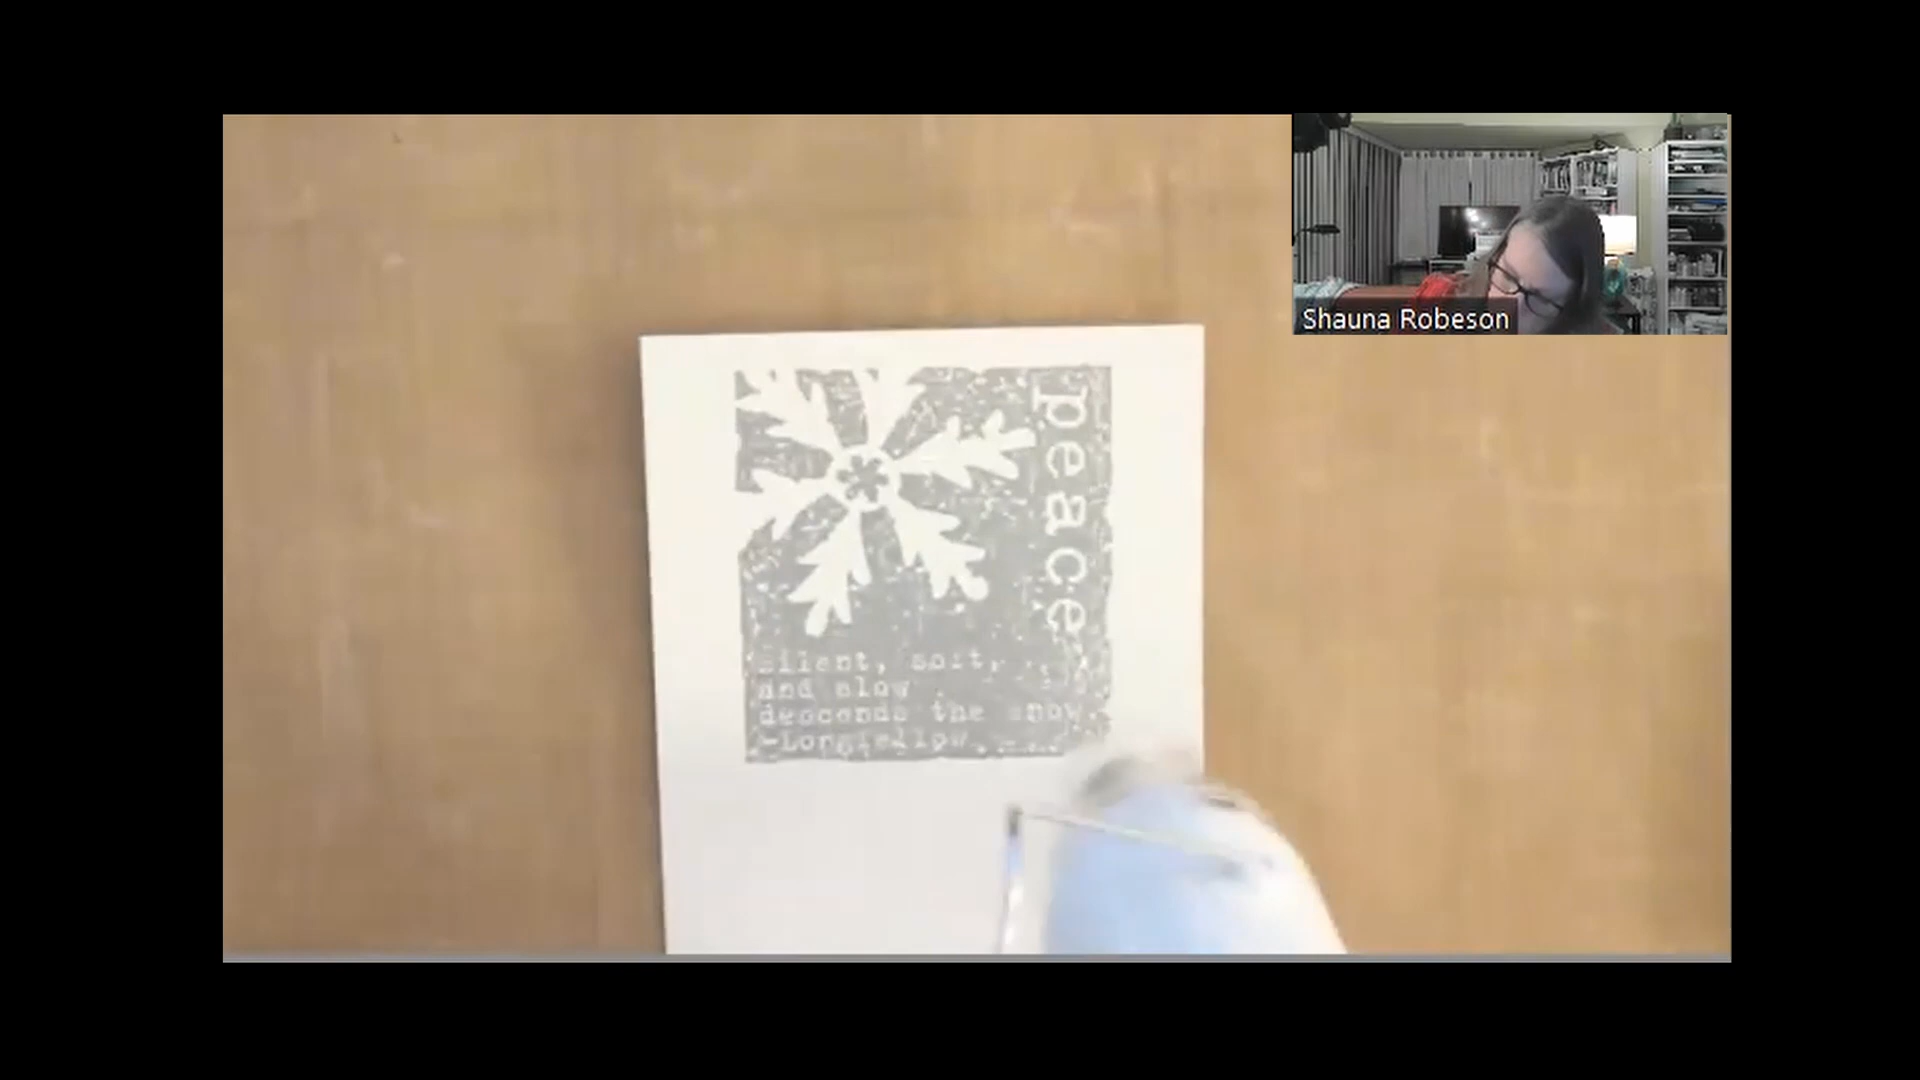 Shauna Robeson
peace
Silent, soft,
and slow
descends the snow
-Longfellow